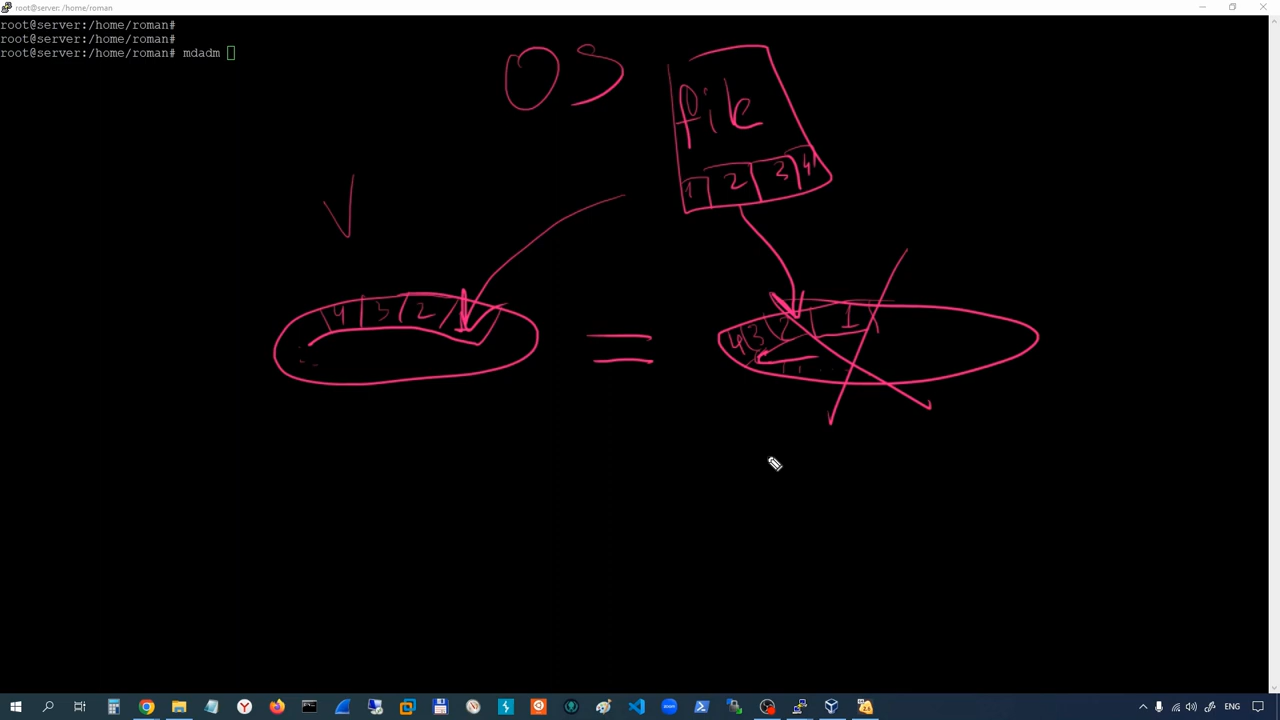 root@server: /home/roman
root@server:/home/roman#
root@server:/home/roman#
root@server:/home/roman# mdadm
OS
file
1 2 3 4
4 3 2
4 3 2 1
=
ENG